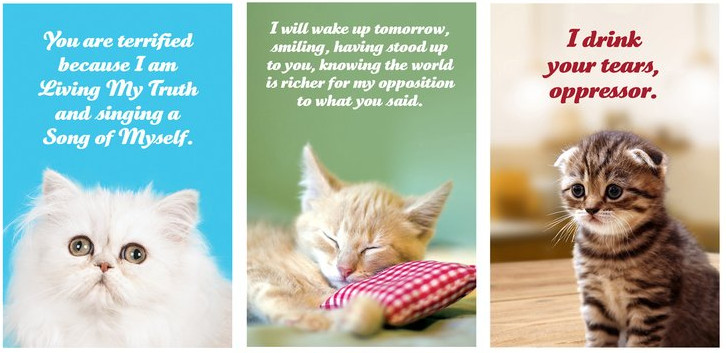 You are terrified
because I am
Living My Truth
and singing a
Song of Myself.
I will wake up tomorrow,
smiling, having stood up
to you, knowing the world
is richer for my opposition
to what you said.
I drink
your tears,
oppressor.